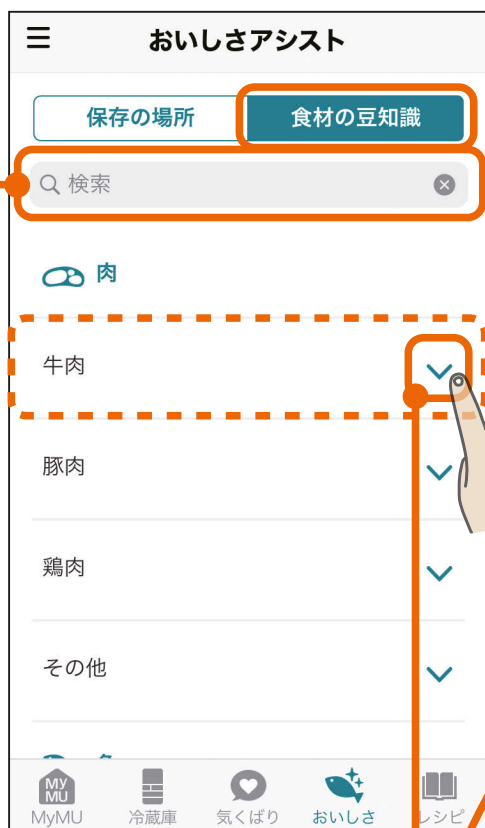 おいしさアシスト
保存の場所 食材の豆知識
検索
肉
牛肉
豚肉
鶏肉
その他
MY
MU
MyMU 冷蔵庫 気くばり おいしさ レシピ